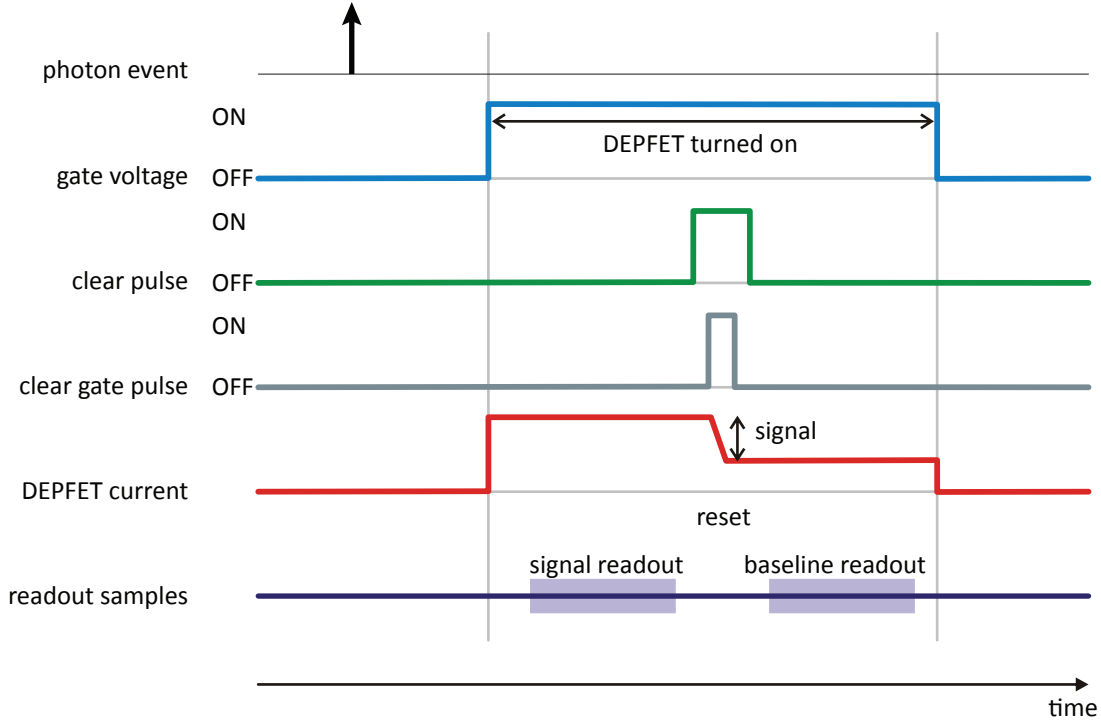 photon event
ON
DEPFET turned on
gate voltage OFF
ON
clear pulse OFF
ON
clear gate pulse OFF
signal
DEPFET current
reset
signal readout baseline readout
readout samples
time